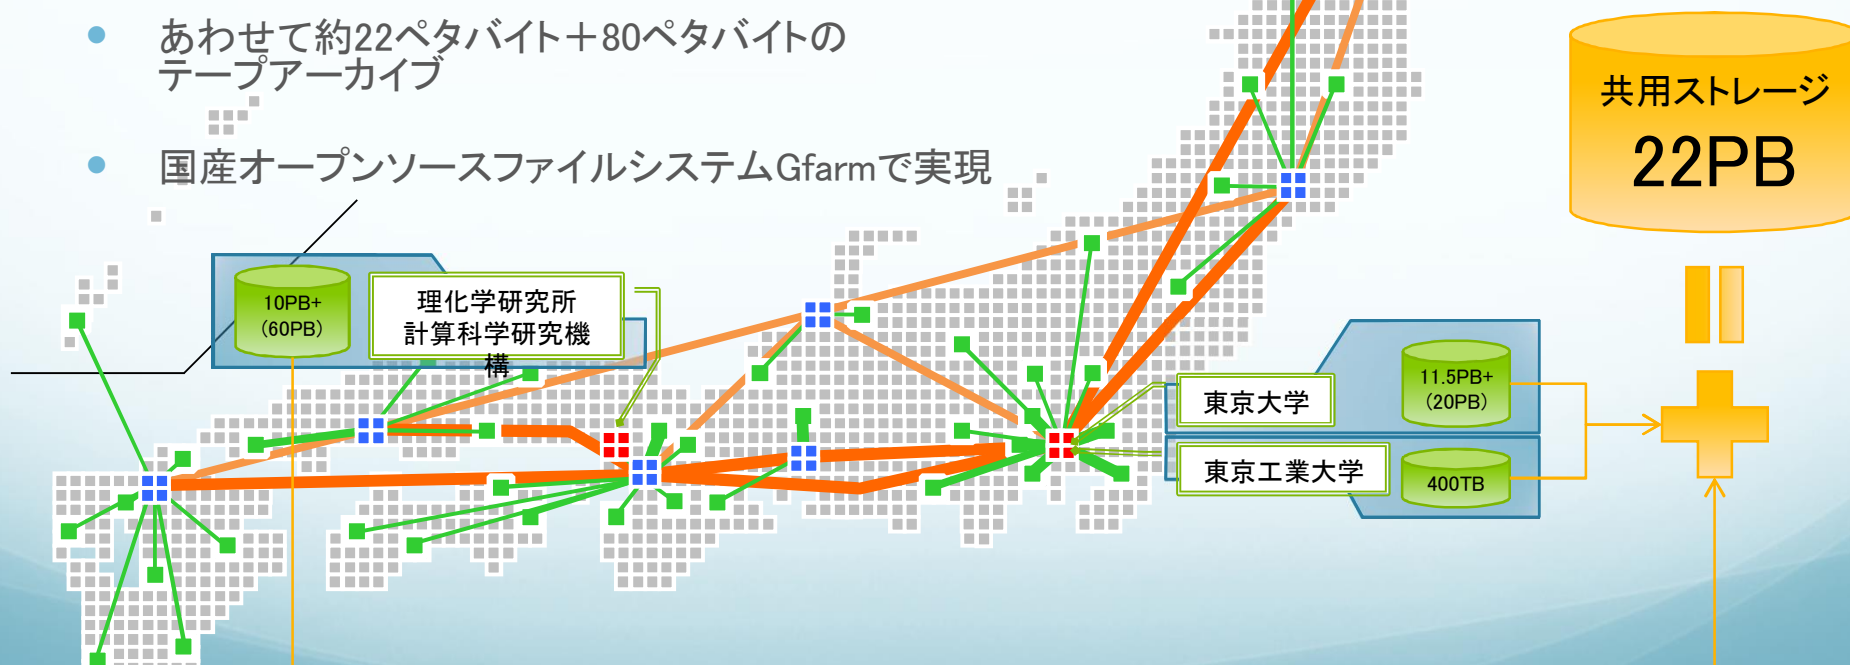 あわせて約22ペタバイト＋80ペタバイトの
テープアーカイブ
国産オープンソースファイルシステムGfarmで実現
共用ストレージ
22PB
10PB+
(60PB)
理化学研究所
計算科学研究機
構
東京大学
11.5PB+
(20PB)
東京工業大学
400TB